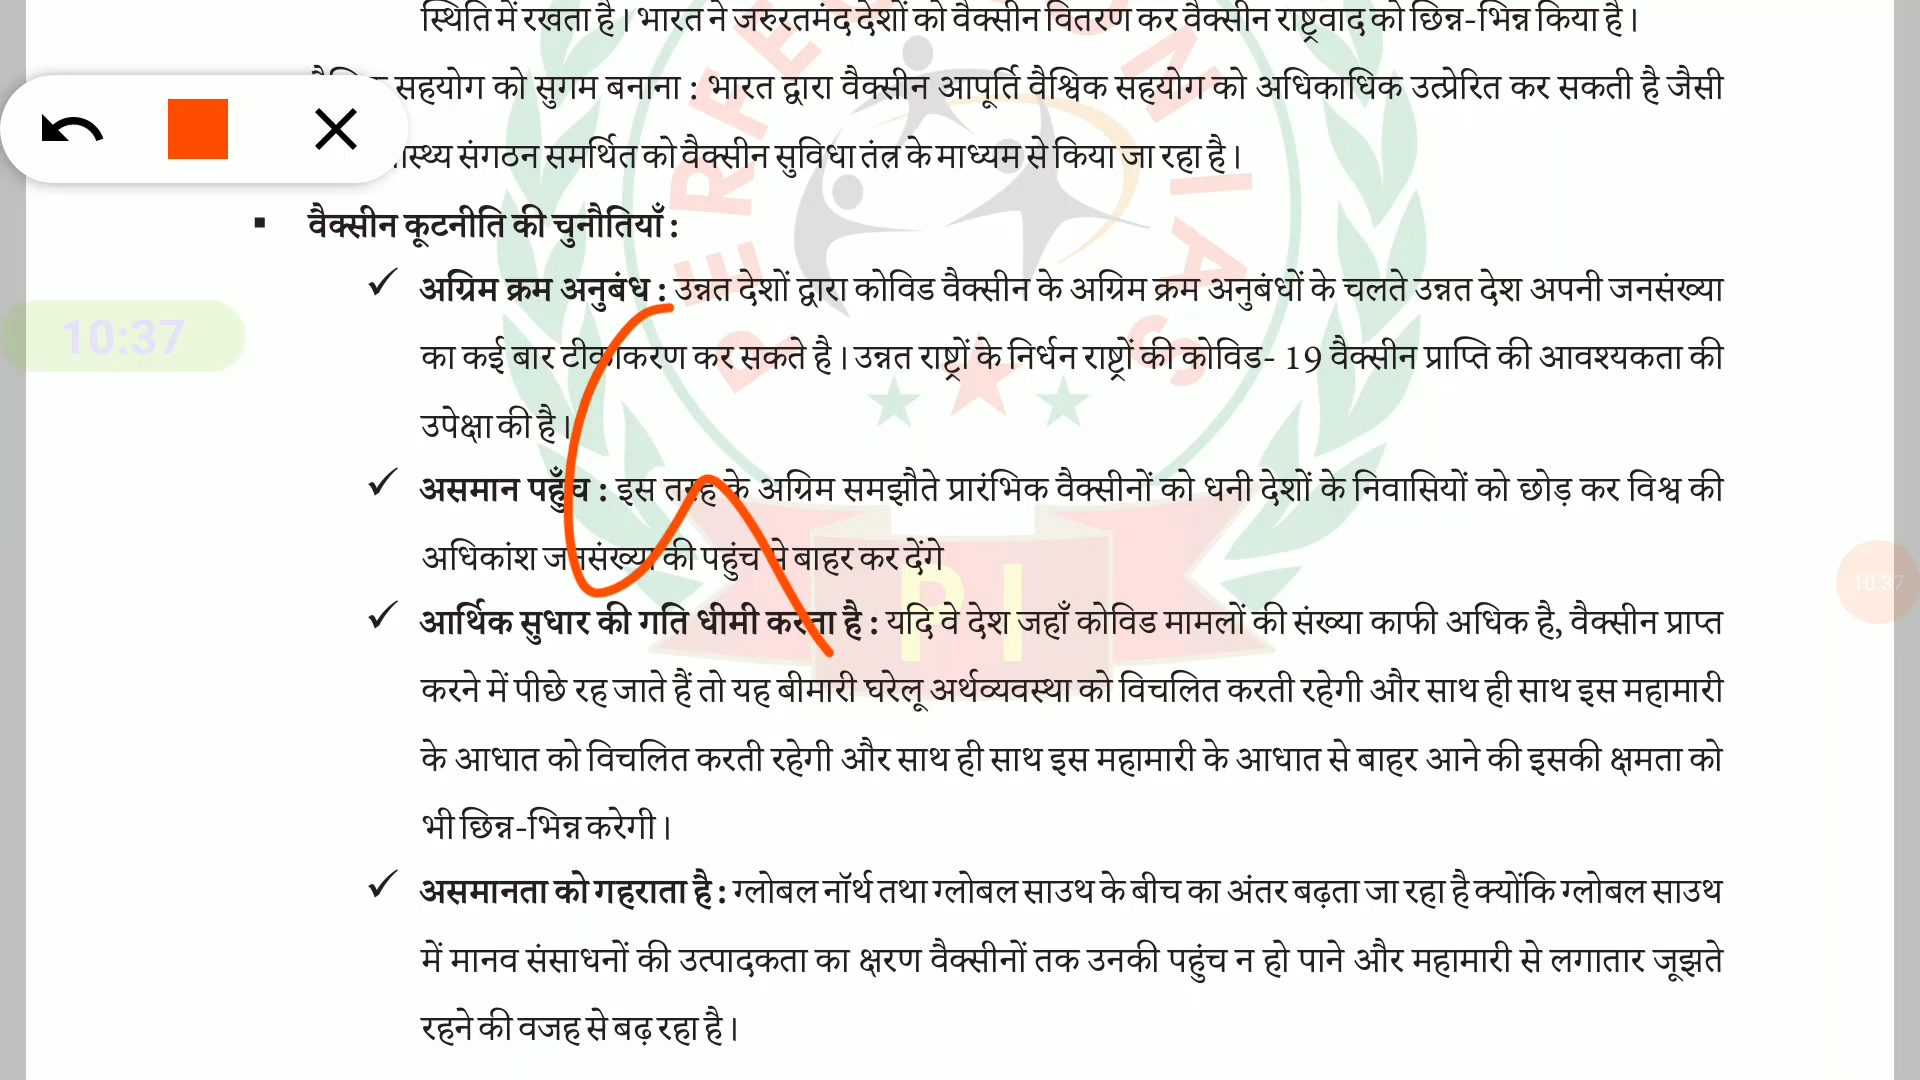 स्थिति में रखता है। भारत ने जरुरतमंद देशों को वैक्सीन वितरण कर वैक्सीन राष्ट्रवाद को छिन्न-भिन्न किया है।
सहयोग को सुगम बनाना : भारत द्वारा वैक्सीन आपूर्ति वैश्विक सहयोग को अधिकाधिक उत्प्रेरित कर सकती है जैसी
संगठन समर्थित को वैक्सीन सुविधा तंत्र के माध्यम से किया जा रहा है।
▪ वैक्सीन कूटनीति की चुनौतियाँ :
✓ अग्रिम क्रम अनुबंध : उन्नत देशों द्वारा कोविड वैक्सीन के अग्रिम क्रम अनुबंधों के चलते उन्नत देश अपनी जनसंख्या
10:37
का कई बार टीकाकरण कर सकते है। उन्नत राष्ट्रों के निर्धन राष्ट्रों की कोविड- 19 वैक्सीन प्राप्ति की आवश्यकता की
उपेक्षा की है।
✓ असमान पहुँच : इस तरह के अग्रिम समझौते प्रारंभिक वैक्सीनों को धनी देशों के निवासियों को छोड़ कर विश्व की
अधिकांश जनसंख्या की पहुंच से बाहर कर देंगे
10:37
✓ आर्थिक सुधार की गति धीमी करता है : यदि वे देश जहाँ कोविड मामलों की संख्या काफी अधिक है, वैक्सीन प्राप्त
करने में पीछे रह जाते हैं तो यह बीमारी घरेलू अर्थव्यवस्था को विचलित करती रहेगी और साथ ही साथ इस महामारी
के आधात को विचलित करती रहेगी और साथ ही साथ इस महामारी के आधात से बाहर आने की इसकी क्षमता को
भी छिन्न-भिन्न करेगी।
✓ असमानता को गहराता है : ग्लोबल नॉर्थ तथा ग्लोबल साउथ के बीच का अंतर बढ़ता जा रहा है क्योंकि ग्लोबल साउथ
में मानव संसाधनों की उत्पादकता का क्षरण वैक्सीनों तक उनकी पहुंच न हो पाने और महामारी से लगातार जूझते
रहने की वजह से बढ़ रहा है।
PERFECTION IAS
PI